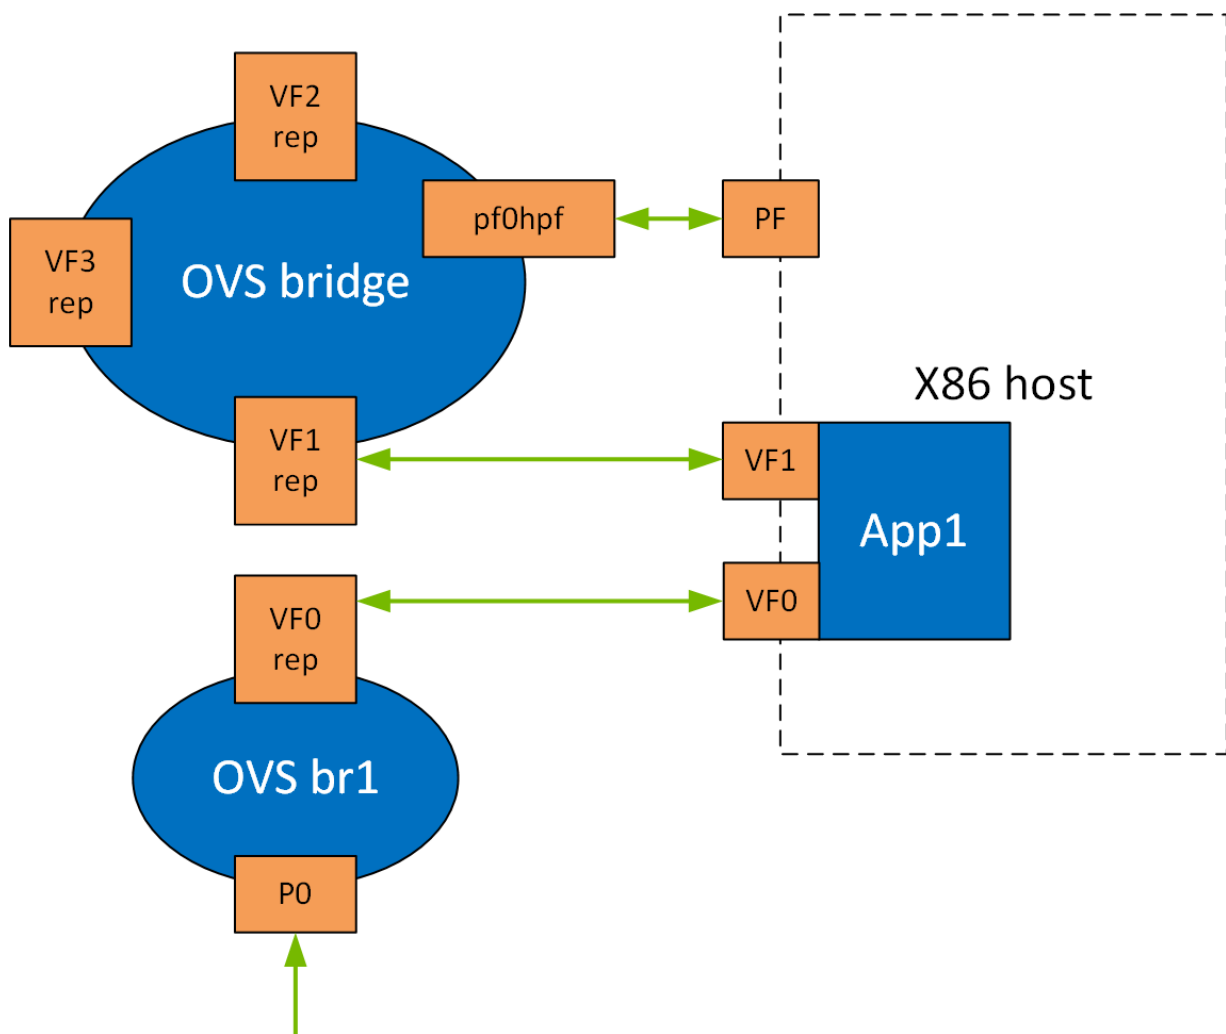 VF2
rep
pf0hpf
PF
VF3
rep
OVS bridge
X86 host
VF1
rep
VF1
App1
VF0
rep
VF0
OVS br1
P0